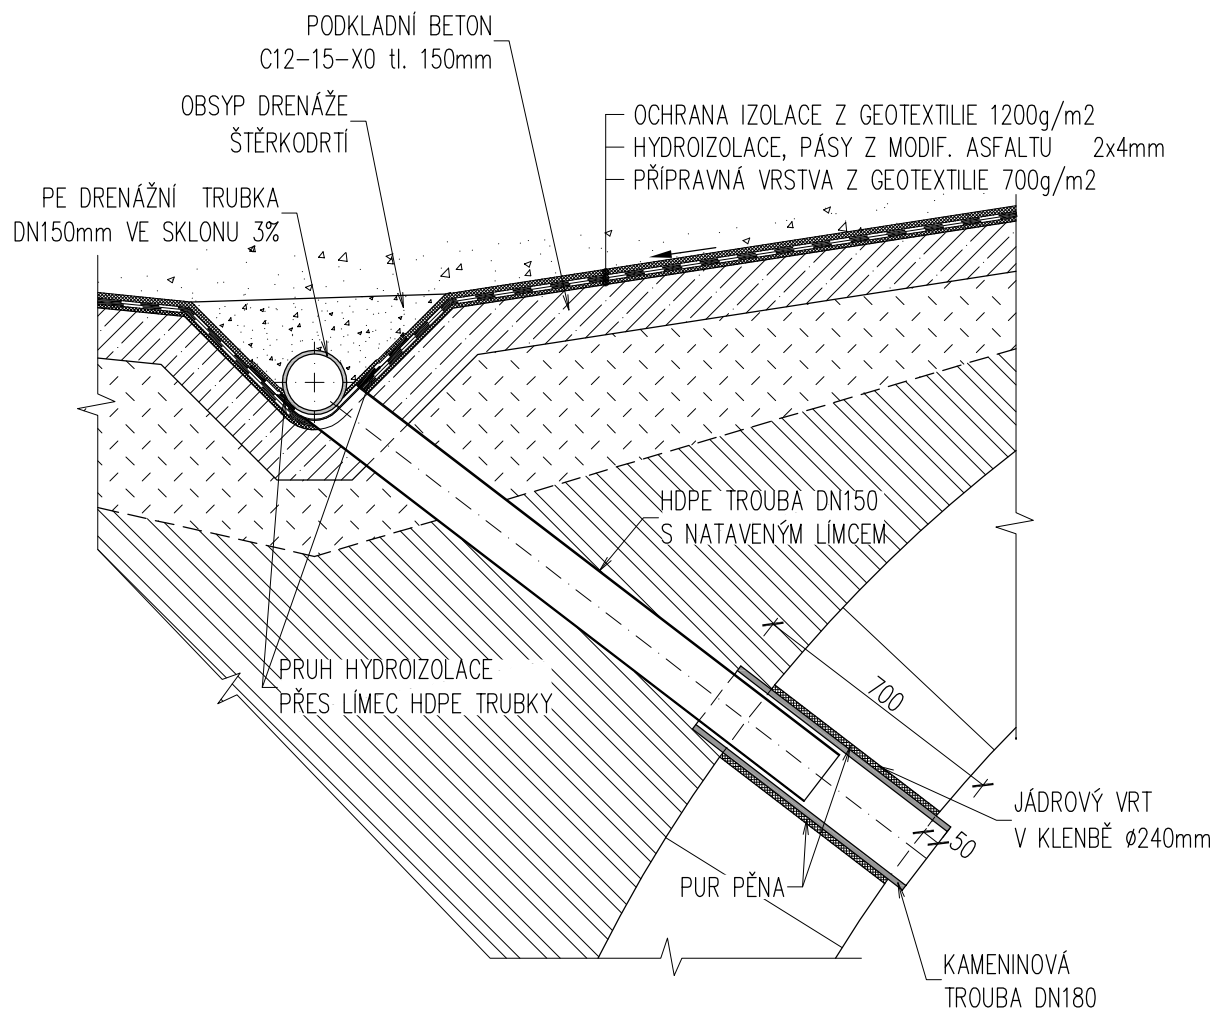 PODKLADNÍ BETON
C12-15-X0 tl. 150mm
OBSYP DRENÁŽE
ŠTĚRKODRTÍ
PE DRENÁŽNÍ TRUBKA
DN150mm VE SKLONU 3%
OCHRANA IZOLACE Z GEOTEXTILIE 1200g/m2
HYDROIZOLACE, PÁSY Z MODIF. ASFALTU 2x4mm
PŘÍPRAVNÁ VRSTVA Z GEOTEXTILIE 700g/m2
HDPE TROUBA DN150
S NATAVENÝM LÍMCEM
PRUH HYDROIZOLACE
PŘES LÍMEC HDPE TRUBKY
700
JÁDROVÝ VRT
V KLENBĚ ø240mm
50
PUR PĚNA
KAMENINOVÁ
TROUBA DN180